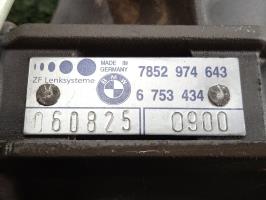 MADE IN
GERMANY
7852 974 643
ZF Lenksysteme
BMW
6 753 434
060825 0900